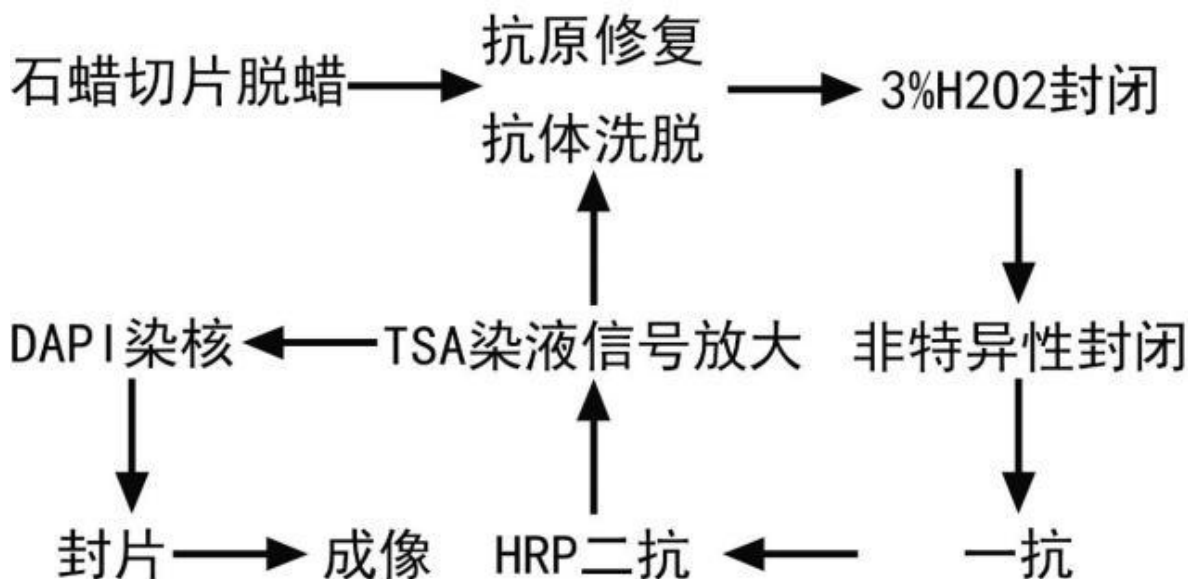 石蜡切片脱蜡
抗原修复
抗体洗脱
3%H2O2封闭
DAPI染核
TSA染液信号放大
非特异性封闭
封片
成像
HRP二抗
一抗